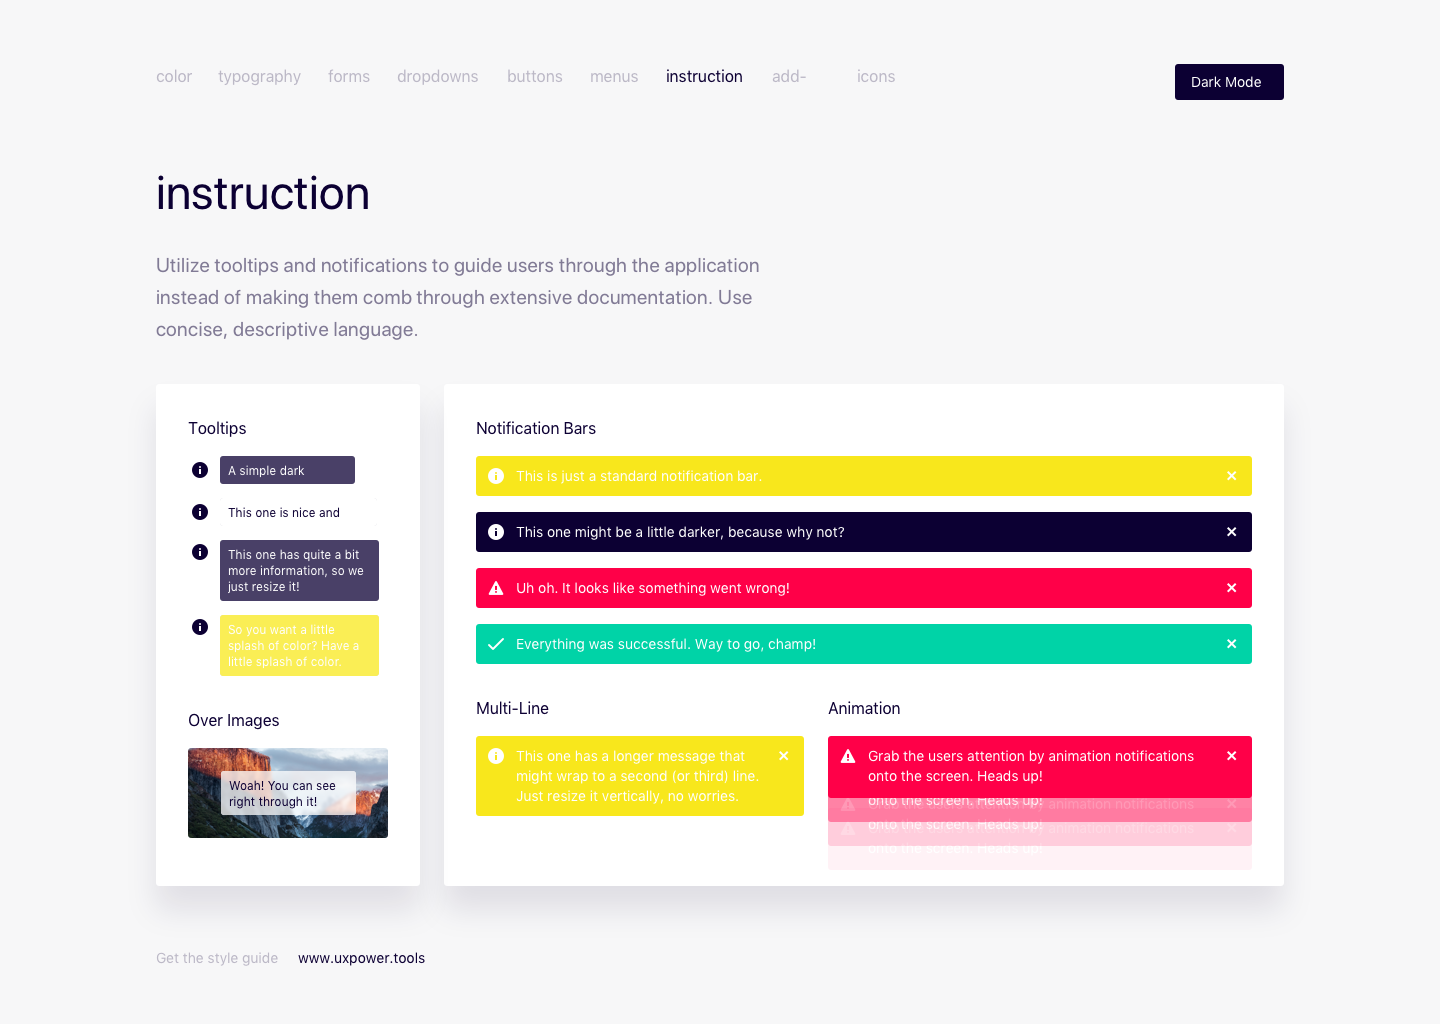 color typography forms dropdowns buttons menus instruction add- icons
Dark Mode
instruction
Utilize tooltips and notifications to guide users through the application
instead of making them comb through extensive documentation. Use
concise, descriptive language.
Tooltips
A simple dark
This one is nice and
This one has quite a bit
more information, so we
just resize it!
So you want a little
splash of color? Have a
little splash of color.
Over Images
Woah! You can see
right through it!
Notification Bars
This is just a standard notification bar.
This one might be a little darker, because why not?
Uh oh. It looks like something went wrong!
Everything was successful. Way to go, champ!
Multi-Line
This one has a longer message that
might wrap to a second (or third) line.
Just resize it vertically, no worries.
Animation
Grab the users attention by animation notifications
onto the screen. Heads up!
onto the screen. Heads up!
animation notifications
onto the screen. Heads up!
animation notifications
onto the screen. Heads up!
Get the style guide www.uxpower.tools